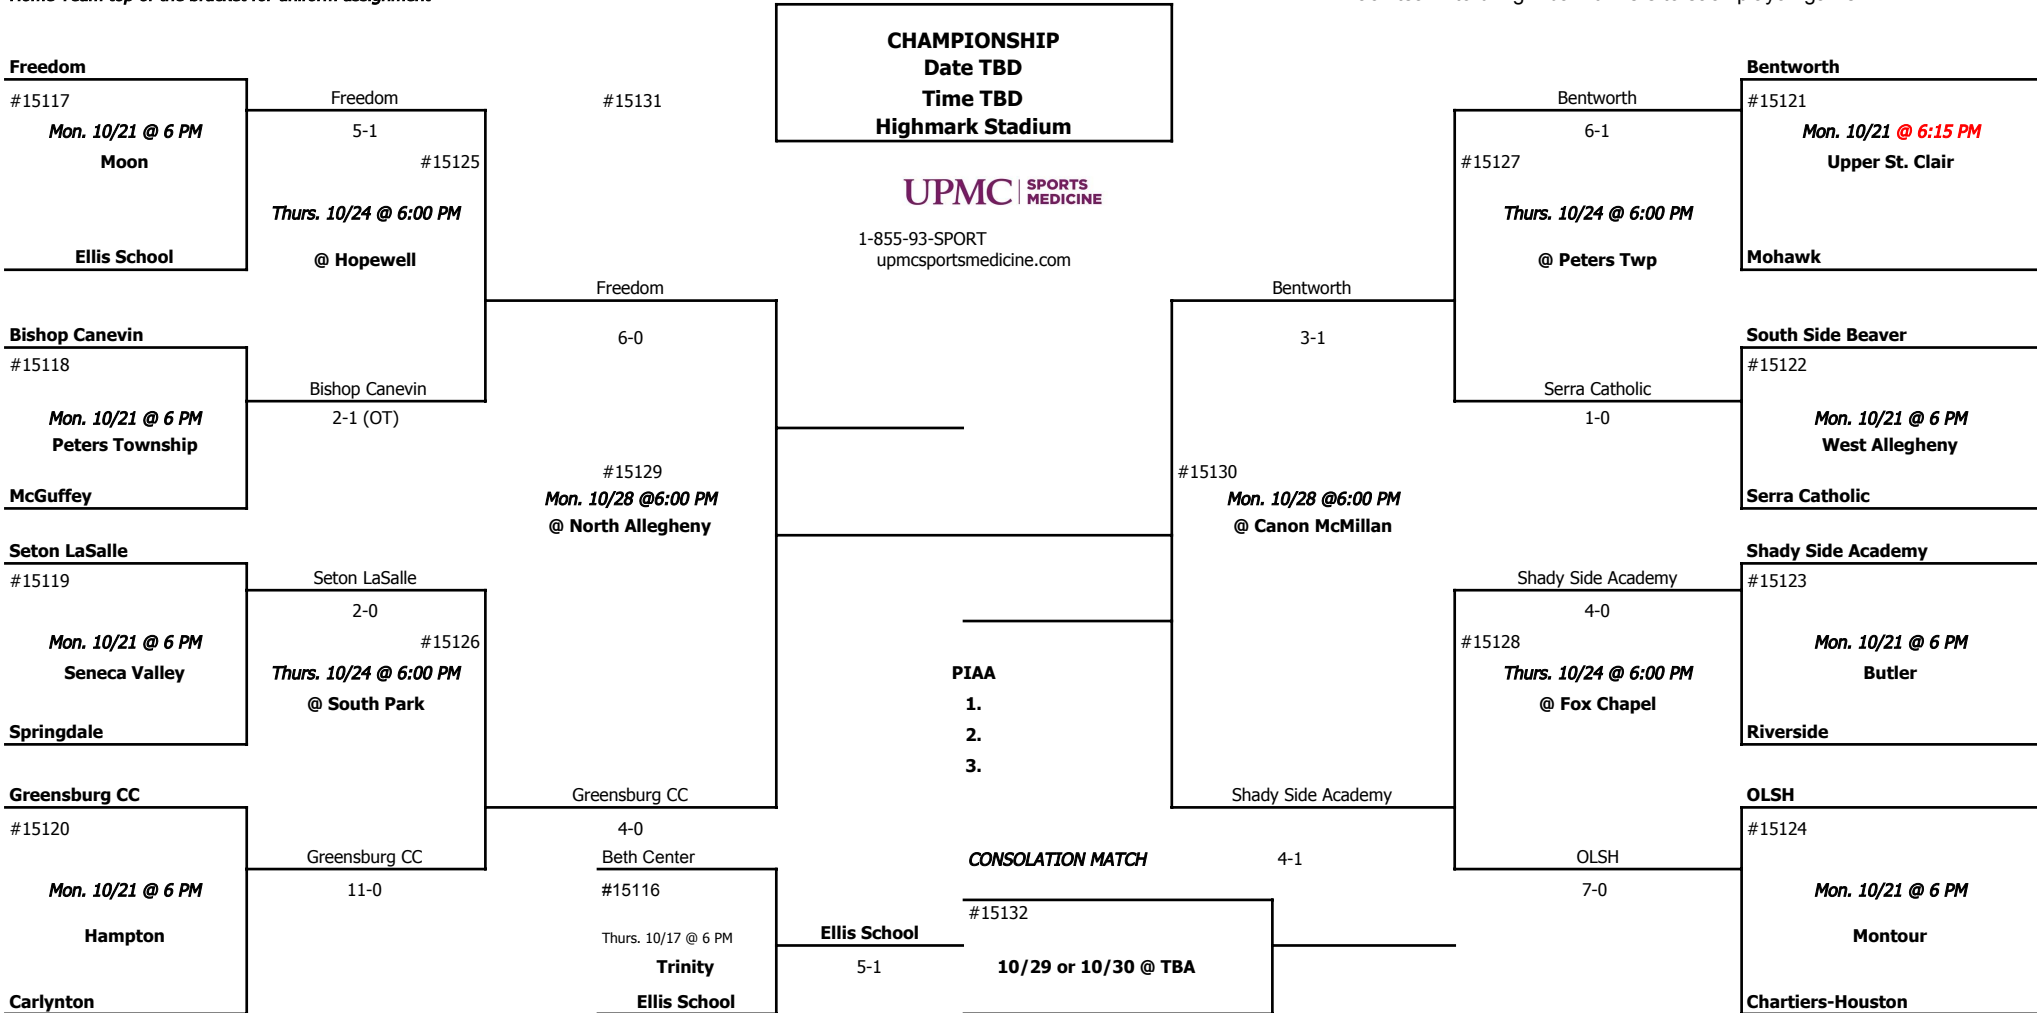 Home Team top of the bracket for uniform assignment
CHAMPIONSHIP
Date TBD
Time TBD
Highmark Stadium
#15131
UPMC | SPORTS MEDICINE
1-855-93-SPORT
upmcsportsmedicine.com
Freedom
#15117
Mon. 10/21 @ 6 PM
Moon
Ellis School
Bishop Canevin
#15118
Mon. 10/21 @ 6 PM
Peters Township
McGuffey
Seton LaSalle
#15119
Mon. 10/21 @ 6 PM
Seneca Valley
Springdale
Greensburg CC
#15120
Mon. 10/21 @ 6 PM
Hampton
Carlynton
Freedom
5-1
#15125
Thurs. 10/24 @ 6:00 PM
@ Hopewell
Bishop Canevin
2-1 (OT)
Seton LaSalle
2-0
#15126
Thurs. 10/24 @ 6:00 PM
@ South Park
Greensburg CC
11-0
Freedom
6-0
#15129
Mon. 10/28 @6:00 PM
@ North Allegheny
Greensburg CC
4-0
Beth Center
#15116
Thurs. 10/17 @ 6 PM
Trinity
Ellis School
Ellis School
5-1
PIAA
1.
2.
3.
CONSOLATION MATCH
#15132
10/29 or 10/30 @ TBA
Bentworth
3-1
#15130
Mon. 10/28 @6:00 PM
@ Canon McMillan
Shady Side Academy
4-1
Bentworth
6-1
#15127
Thurs. 10/24 @ 6:00 PM
@ Peters Twp
Serra Catholic
1-0
Shady Side Academy
4-0
#15128
Thurs. 10/24 @ 6:00 PM
@ Fox Chapel
OLSH
7-0
Bentworth
#15121
Mon. 10/21 @ 6:15 PM
Upper St. Clair
Mohawk
South Side Beaver
#15122
Mon. 10/21 @ 6 PM
West Allegheny
Serra Catholic
Shady Side Academy
#15123
Mon. 10/21 @ 6 PM
Butler
Riverside
OLSH
#15124
Mon. 10/21 @ 6 PM
Montour
Chartiers-Houston